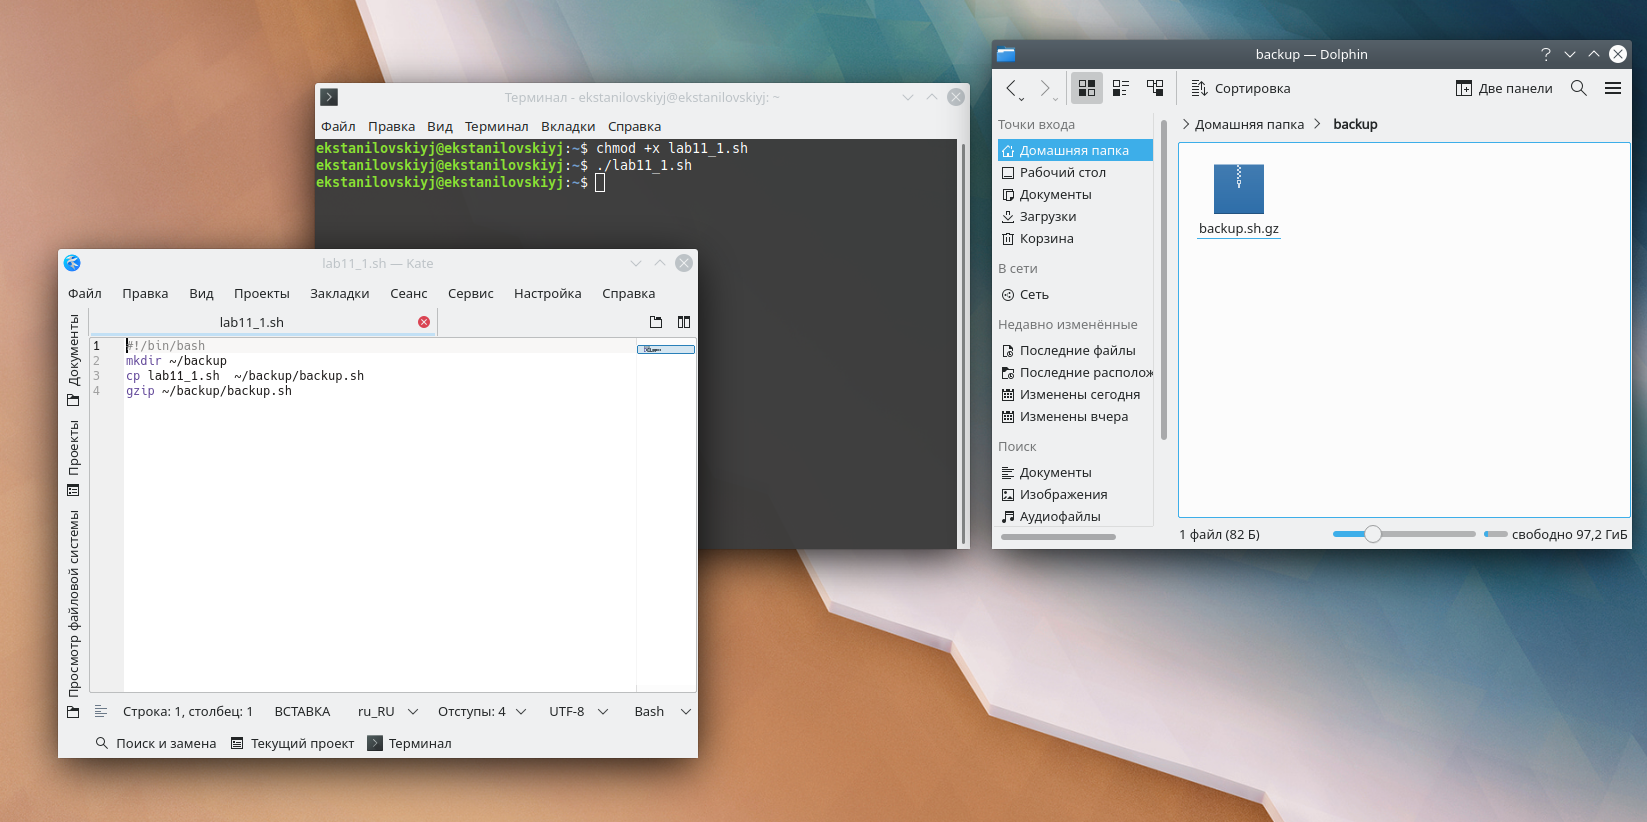 Терминал - ekstanilovskiyj@ekstanilovskiyj: ~
Файл Правка Вид Терминал Вкладки Справка
ekstanilovskiyj@ekstanilovskiyj:~$ chmod +x lab11_1.sh
ekstanilovskiyj@ekstanilovskiyj:~$ ./lab11_1.sh
ekstanilovskiyj@ekstanilovskiyj:~$
lab11_1.sh — Kate
Файл Правка Вид Проекты Закладки Сеанс Сервис Настройка Справка
lab11_1.sh
Документы
Проекты
Просмотр файловой системы
1 #!/bin/bash
2 mkdir ~/backup
3 cp lab11_1.sh  ~/backup/backup.sh
4 gzip ~/backup/backup.sh
Строка: 1, столбец: 1 ВСТАВКА ru_RU Отступы: 4 UTF-8 Bash
Поиск и замена Текущий проект Терминал
backup — Dolphin
Сортировка Две панели
Точки входа
Домашняя папка
Рабочий стол
Документы
Загрузки
Корзина
В сети
Сеть
Недавно изменённые
Последние файлы
Последние располож
Изменены сегодня
Изменены вчера
Поиск
Документы
Изображения
Аудиофайлы
Домашняя папка > backup
backup.sh.gz
1 файл (82 Б) свободно 97,2 ГиБ